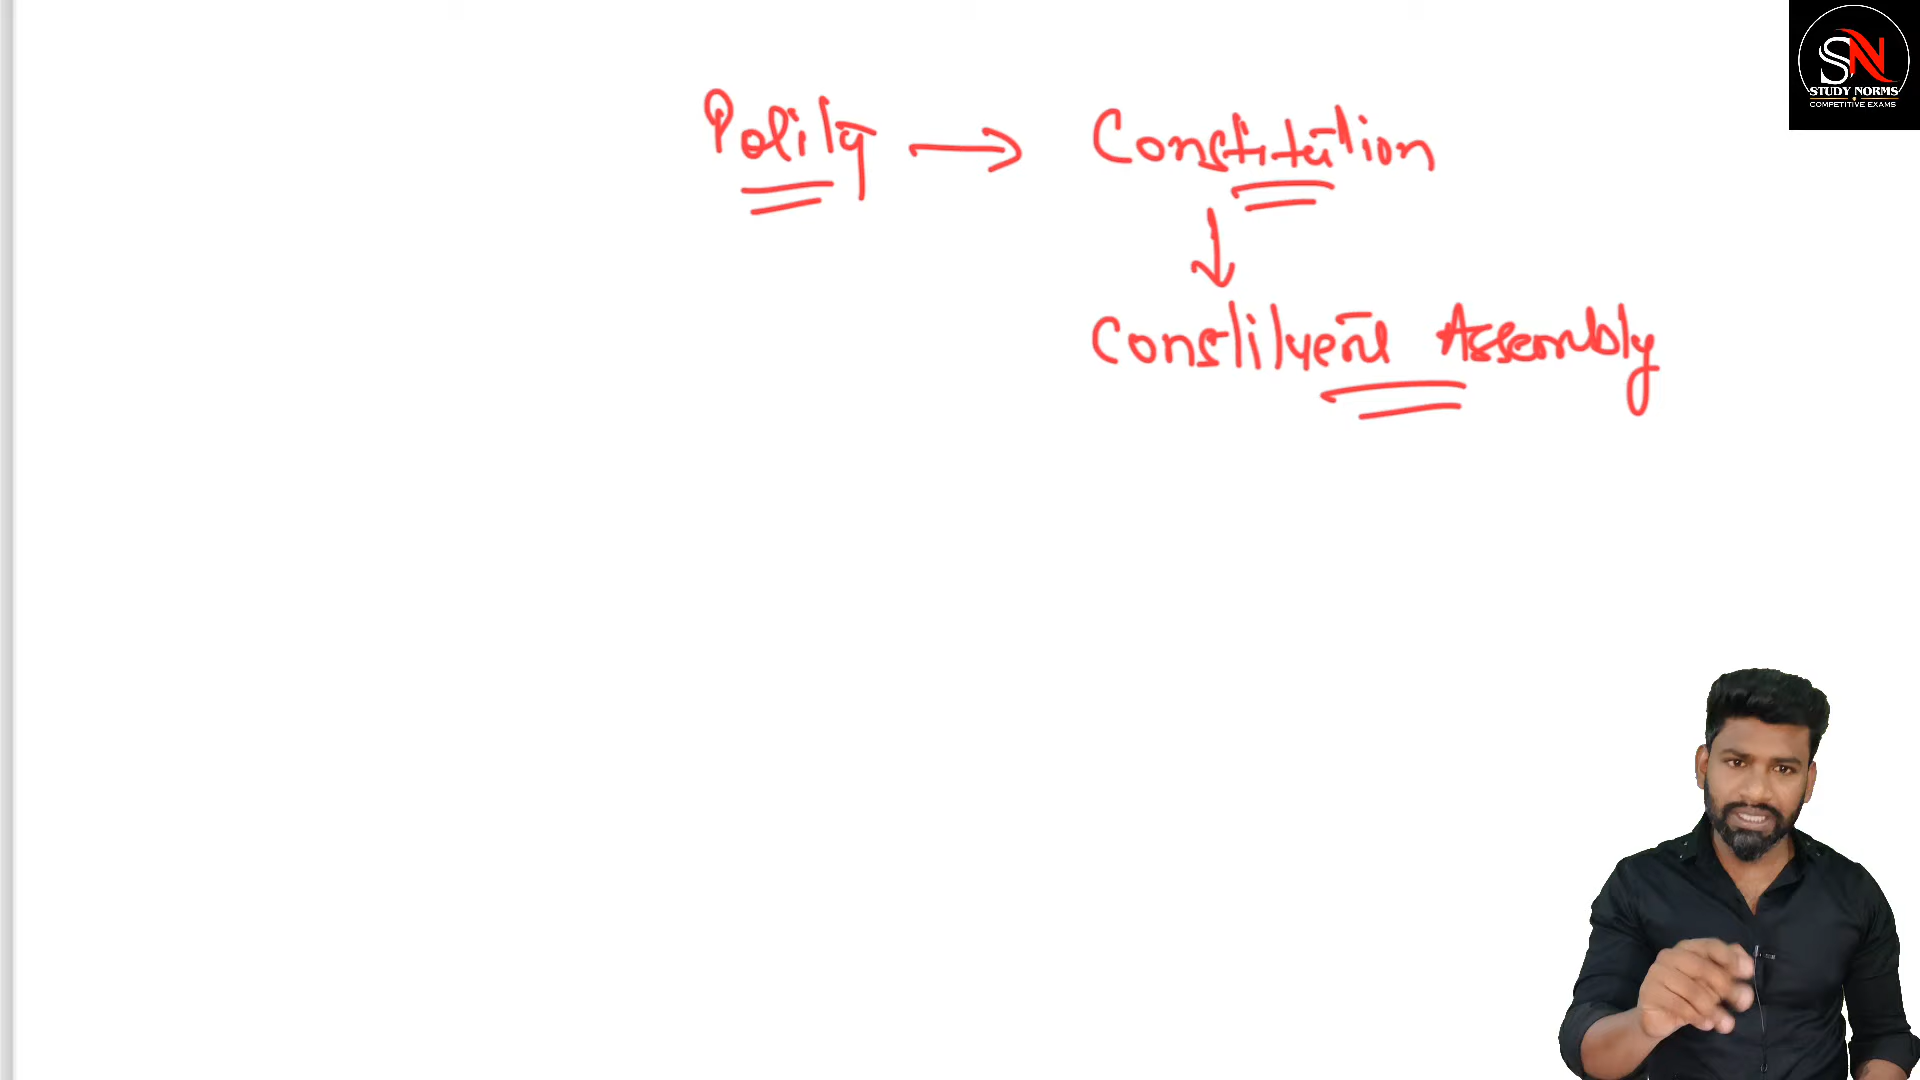 SN
STUDY NORMS
COMPETITIVE EXAMS
Polity → Constitution
↓
Constituent Assembly